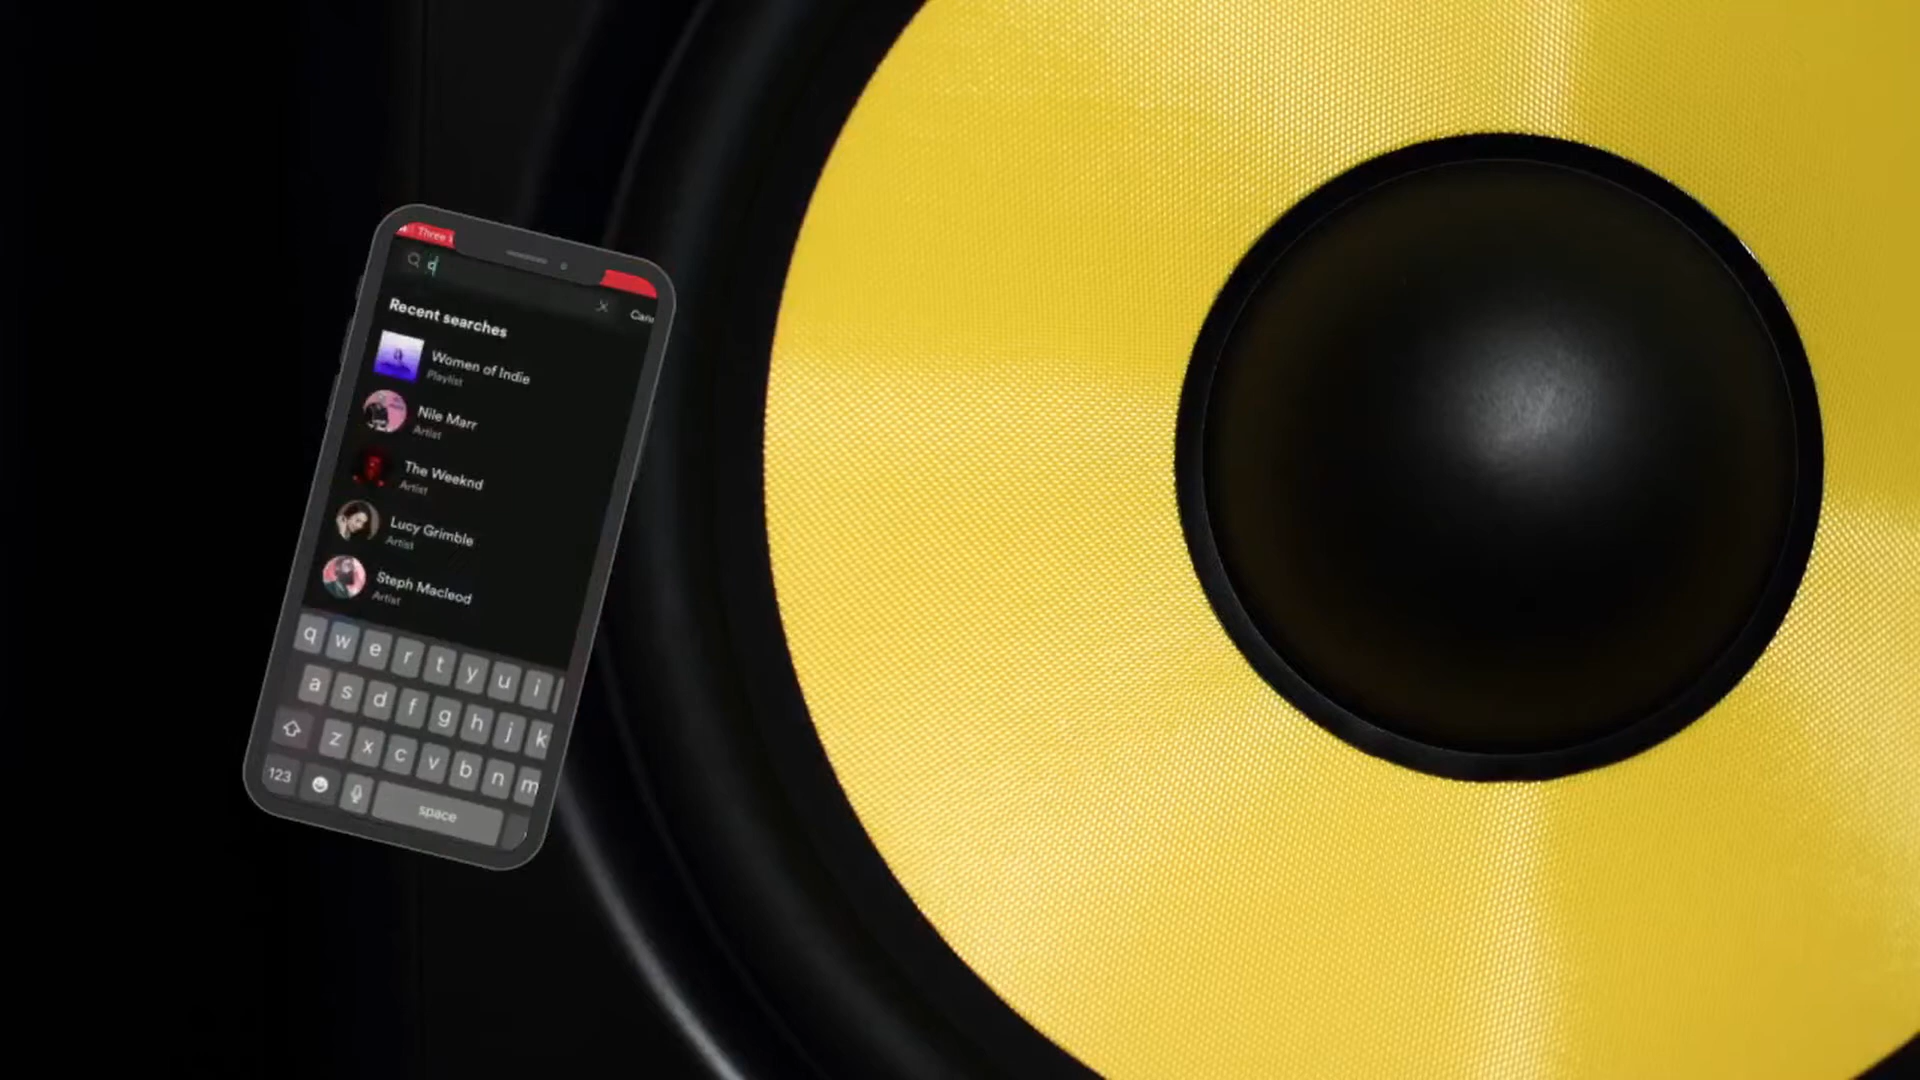 Three
d
Recent searches
Women of Indie
Playlist
Nile Marr
Artist
The Weeknd
Artist
Lucy Grimble
Artist
Steph Macleod
Artist
q w e r t y u i
a s d f g h j k
z x c v b n m
123 space